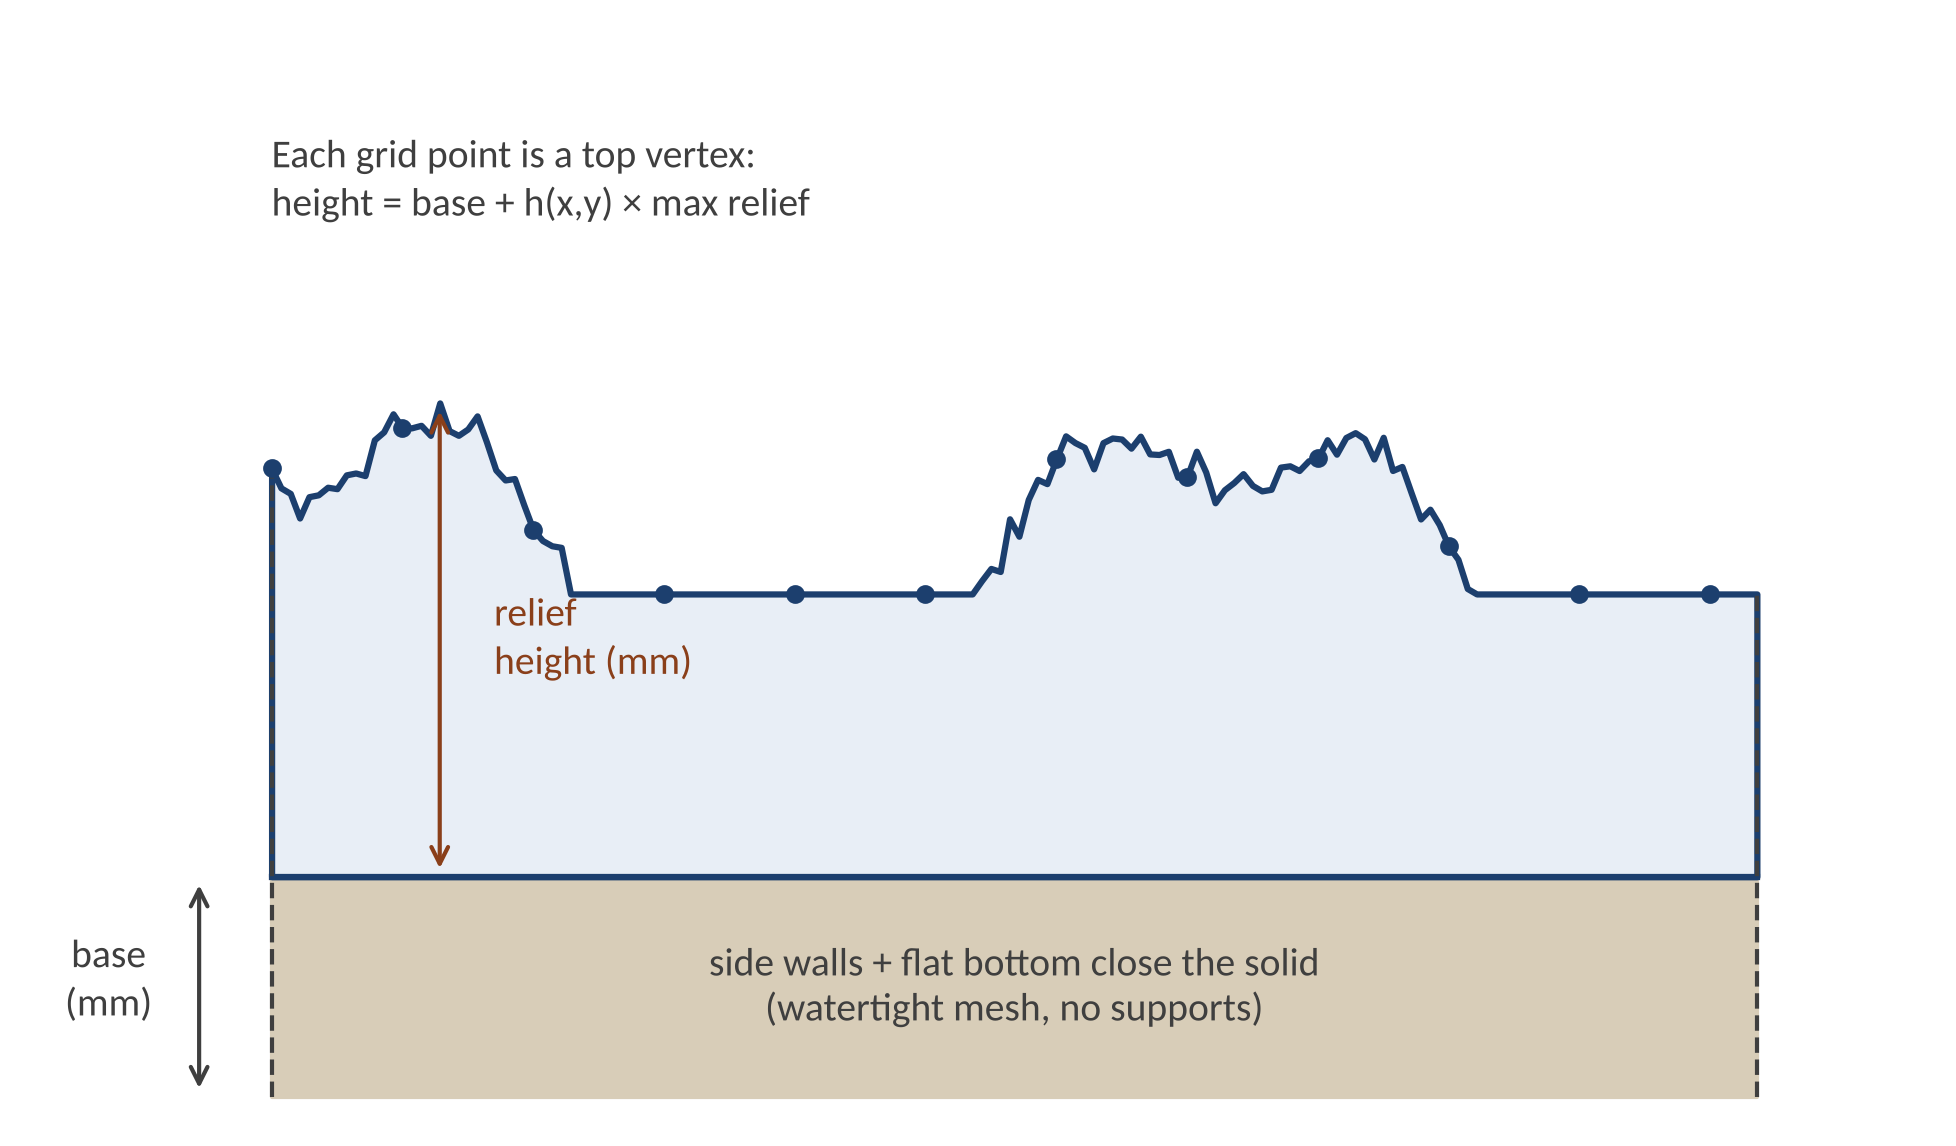 Each grid point is a top vertex:
height = base + h(x,y) × max relief
relief
height (mm)
base
(mm)
side walls + flat bottom close the solid
(watertight mesh, no supports)